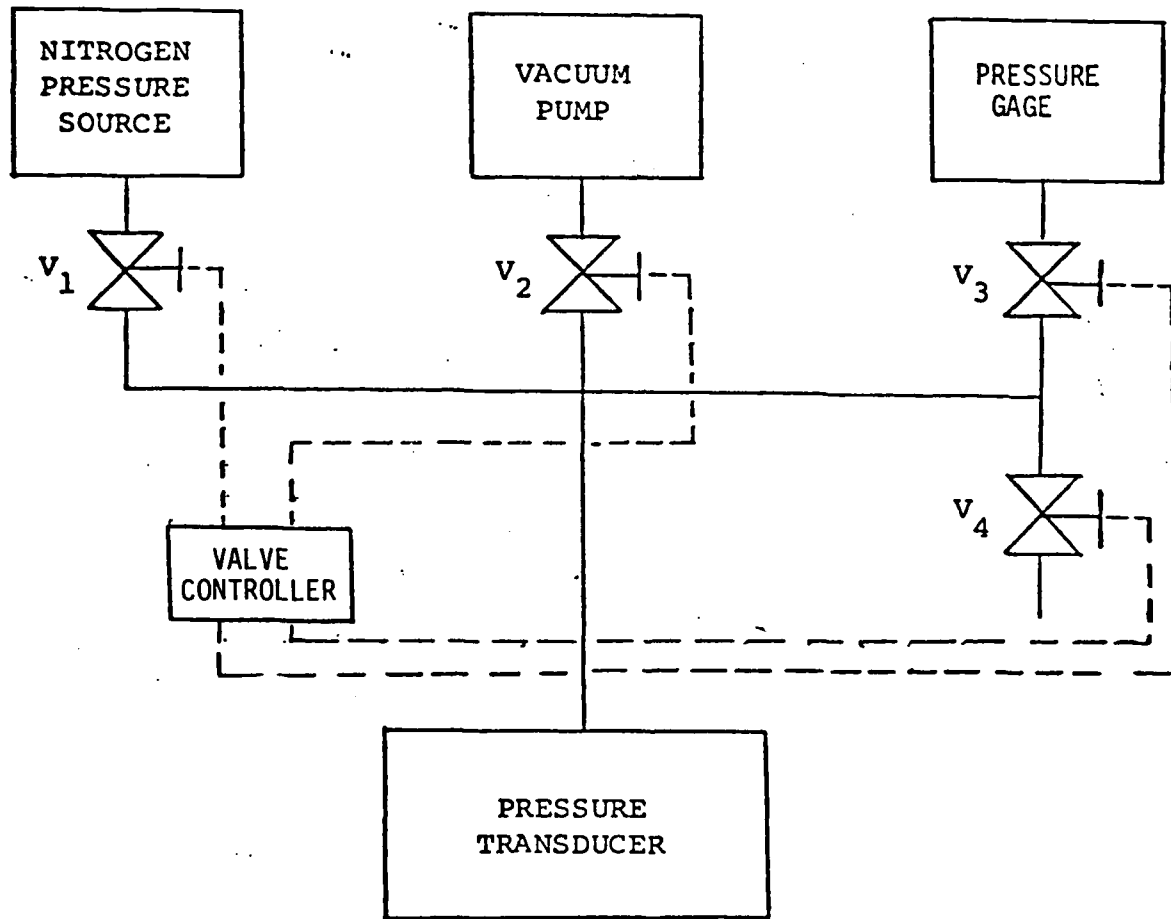 NITROGEN
PRESSURE
SOURCE
VACUUM
PUMP
PRESSURE
GAGE
V1
V2
V3
V4
VALVE
CONTROLLER
PRESSURE
TRANSDUCER